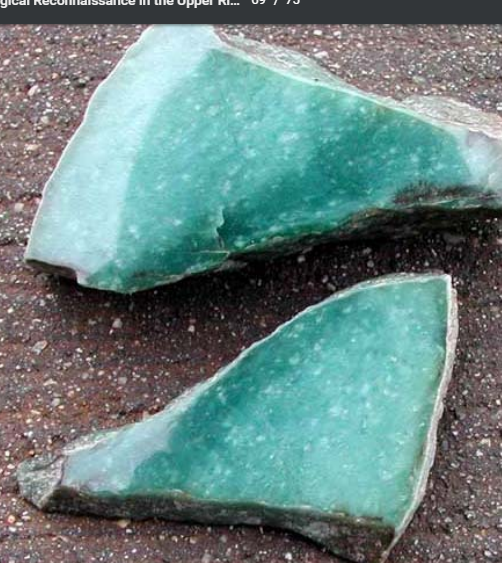 gical Reconnaissance in the Upper Ri... 69 / 75